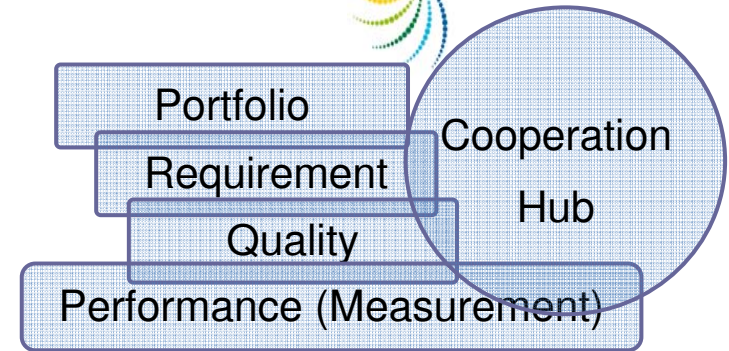 Portfolio
Requirement
Quality
Performance (Measurement)
Cooperation
Hub